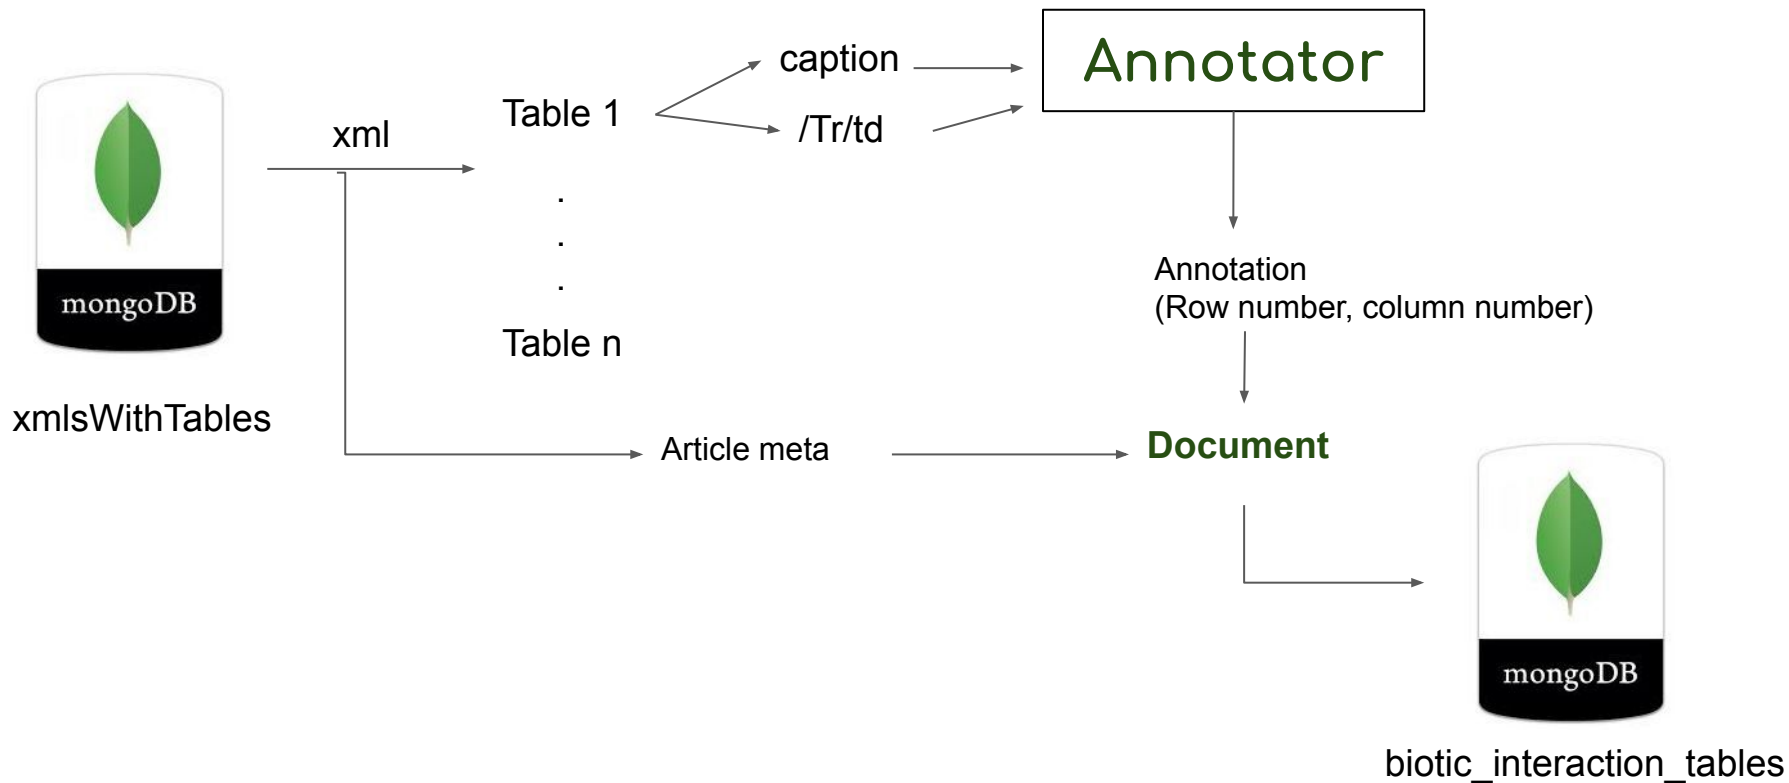 caption
Annotator
Table 1
xml
/Tr/td
.
.
.
Annotation
(Row number, column number)
mongoDB
Table n
xmlsWithTables
Article meta
Document
mongoDB
biotic_interaction_tables